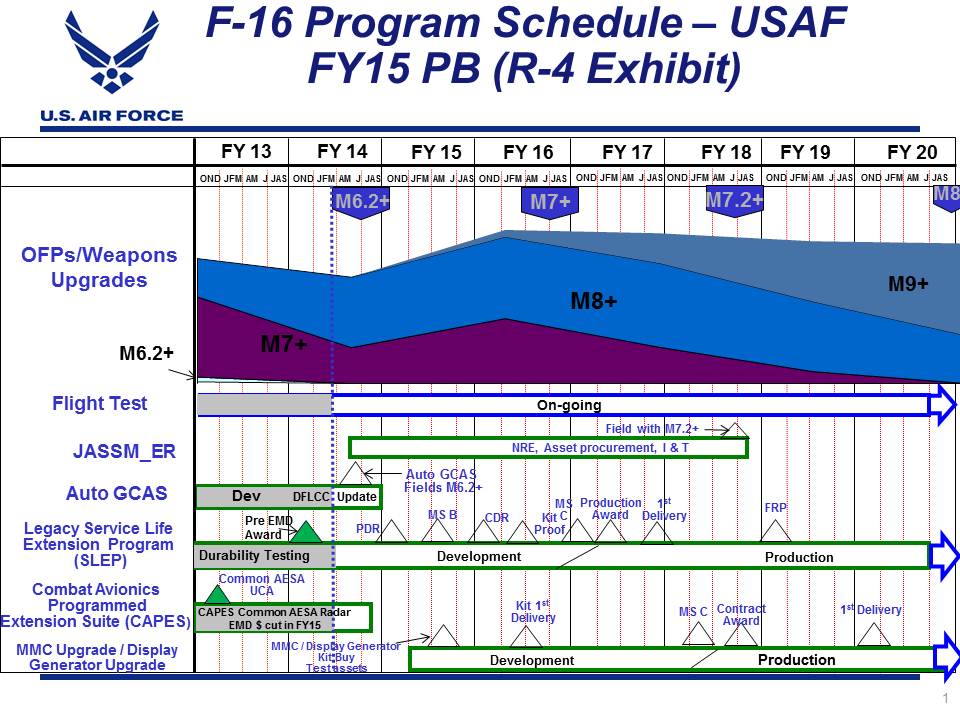 F-16 Program Schedule – USAF
FY15 PB (R-4 Exhibit)
U.S. AIR FORCE
FY 13 FY 14 FY 15 FY 16 FY 17 FY 18 FY 19 FY 20
OND JFM AM J JAS OND JFM AM J JAS OND JFM AM J JAS OND JFM AM J JAS OND JFM AM J JAS OND JFM AM J JAS OND JFM AM J JAS OND JFM AM J JAS
M6.2+ M7+ M7.2+ M8
OFPs/Weapons
Upgrades
M9+
M8+
M7+
M6.2+
Flight Test
On-going
Field with M7.2+
JASSM_ER
NRE, Asset procurement, I & T
Auto GCAS
Fields M6.2+
Auto GCAS
Dev DFLCC Update
Legacy Service Life
Extension Program
(SLEP)
Pre EMD
Award
PDR
MS B
CDR
Kit
Proof
MS
C
Production
Award
1st
Delivery
FRP
Durability Testing Development Production
Combat Avionics
Programmed
Extension Suite (CAPES)
Common AESA
UCA
CAPES Common AESA Radar
EMD $ cut in FY15
Kit 1st
Delivery
MS C
Contract
Award
1st Delivery
MMC Upgrade / Display
Generator Upgrade
MMC / Display Generator
Kit Buy
Test assets
Development Production
1